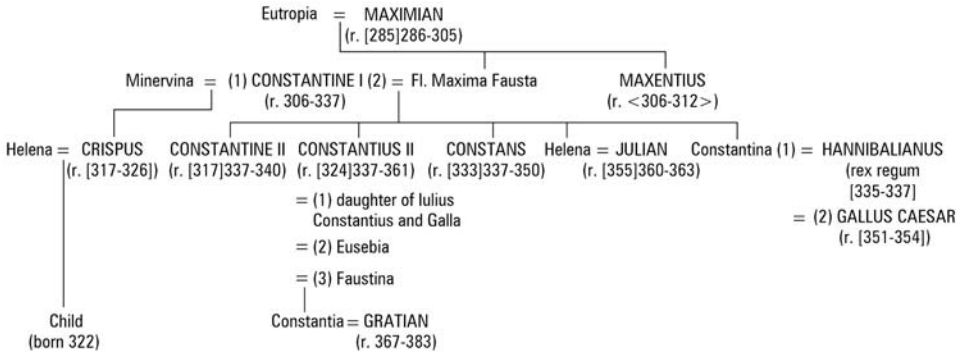 Eutropia = MAXIMIAN
(r. [285]286-305)
Minervina = (1) CONSTANTINE I (2) = Fl. Maxima Fausta MAXENTIUS
(r. 306-337) (r. <306-312>)
Helena = CRISPUS CONSTANTINE II CONSTANTIUS II CONSTANS Helena = JULIAN Constantina (1) = HANNIBALIANUS
(r. [317-326]) (r. [317]337-340) (r. [324]337-361) (r. [333]337-350) (r. [355]360-363) (rex regum
[335-337]
= (1) daughter of Iulius
Constantius and Galla
= (2) GALLUS CAESAR
(r. [351-354])
= (2) Eusebia
= (3) Faustina
Child Constantia = GRATIAN
(born 322) (r. 367-383)